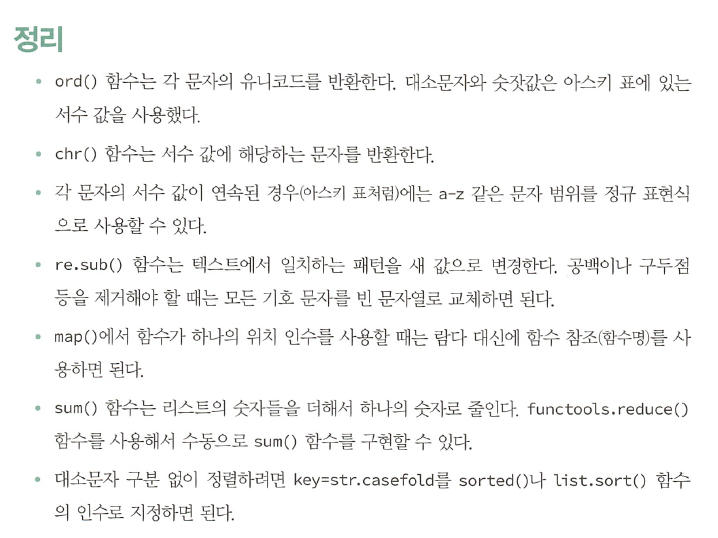 정리
• ord() 함수는 각 문자의 유니코드를 반환한다. 대소문자와 숫잣값은 아스키 표에 있는
서수 값을 사용했다.
• chr() 함수는 서수 값에 해당하는 문자를 반환한다.
• 각 문자의 서수 값이 연속된 경우(아스키 표처럼)에는 a-z 같은 문자 범위를 정규 표현식
으로 사용할 수 있다.
• re.sub() 함수는 텍스트에서 일치하는 패턴을 새 값으로 변경한다. 공백이나 구두점
등을 제거해야 할 때는 모든 기호 문자를 빈 문자열로 교체하면 된다.
• map()에서 함수가 하나의 위치 인수를 사용할 때는 람다 대신에 함수 참조(함수명)를 사
용하면 된다.
• sum() 함수는 리스트의 숫자들을 더해서 하나의 숫자로 줄인다. functools.reduce()
함수를 사용해서 수동으로 sum() 함수를 구현할 수 있다.
• 대소문자 구분 없이 정렬하려면 key=str.casefold를 sorted()나 list.sort() 함수
의 인수로 지정하면 된다.